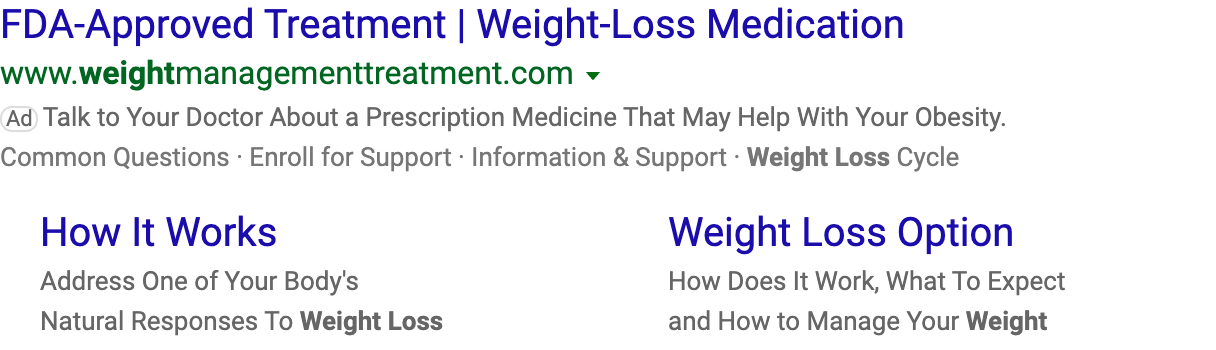 FDA-Approved Treatment | Weight-Loss Medication
www.weightmanagementtreatment.com
Ad Talk to Your Doctor About a Prescription Medicine That May Help With Your Obesity.
Common Questions · Enroll for Support · Information & Support · Weight Loss Cycle
How It Works
Address One of Your Body's
Natural Responses To Weight Loss
Weight Loss Option
How Does It Work, What To Expect
and How to Manage Your Weight